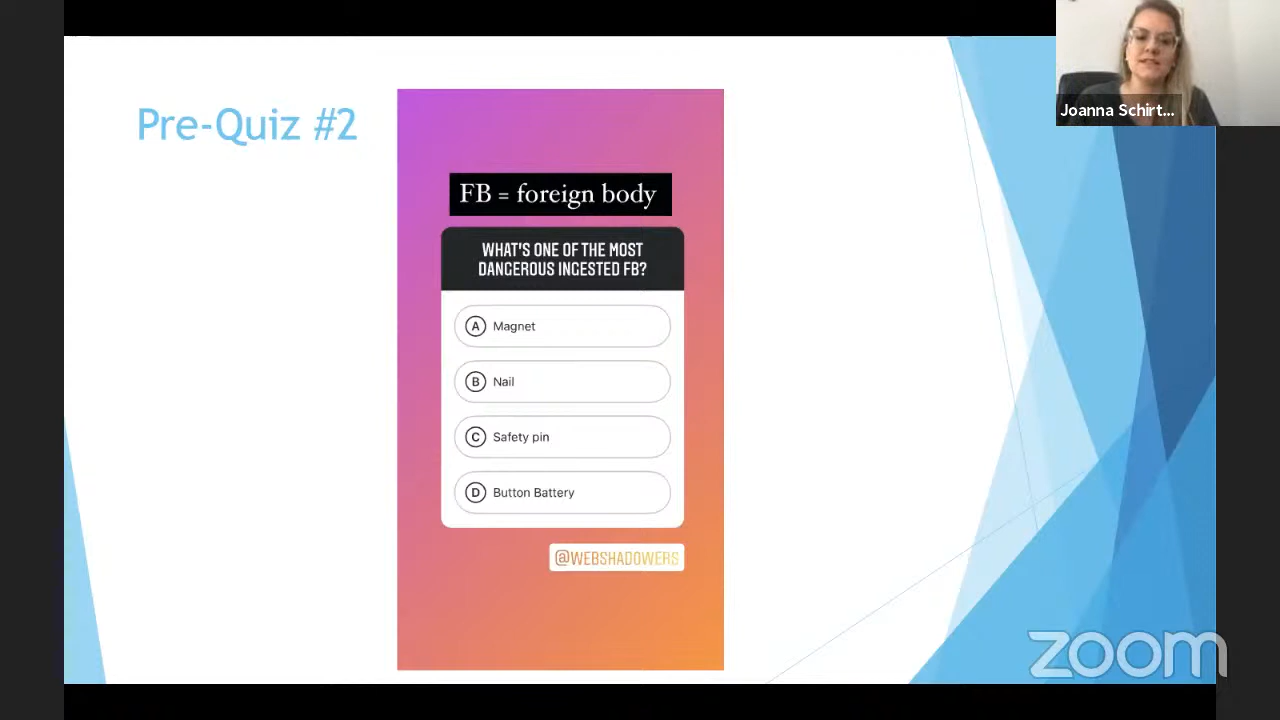 Pre-Quiz #2
FB = foreign body
WHAT'S ONE OF THE MOST
DANGEROUS INGESTED FB?
A Magnet
B Nail
C Safety pin
D Button Battery
@WEBSHADOWERS
Joanna Schirt...
zoom